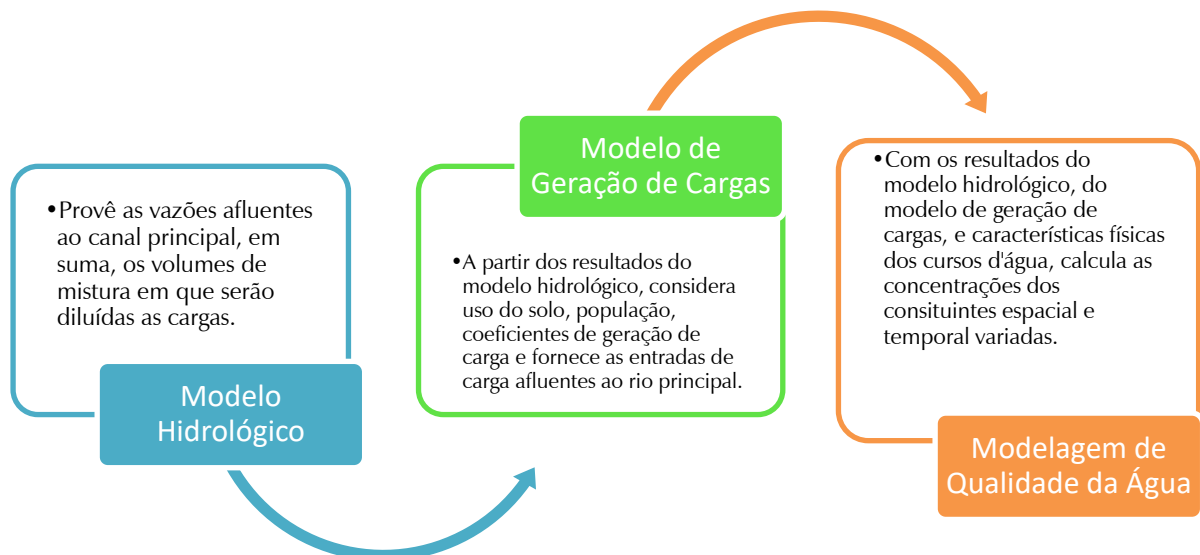 •Provê as vazões afluentes
ao canal principal, em
suma, os volumes de
mistura em que serão
diluídas as cargas.
Modelo
Hidrológico
Modelo de
Geração de Cargas
•A partir dos resultados do
modelo hidrológico, considera
uso do solo, população,
coeficientes de geração de
carga e fornece as entradas de
carga afluentes ao rio principal.
•Com os resultados do
modelo hidrológico, do
modelo de geração de
cargas, e características físicas
dos cursos d'água, calcula as
concentrações dos
consituintes espacial e
temporal variadas.
Modelagem de
Qualidade da Água